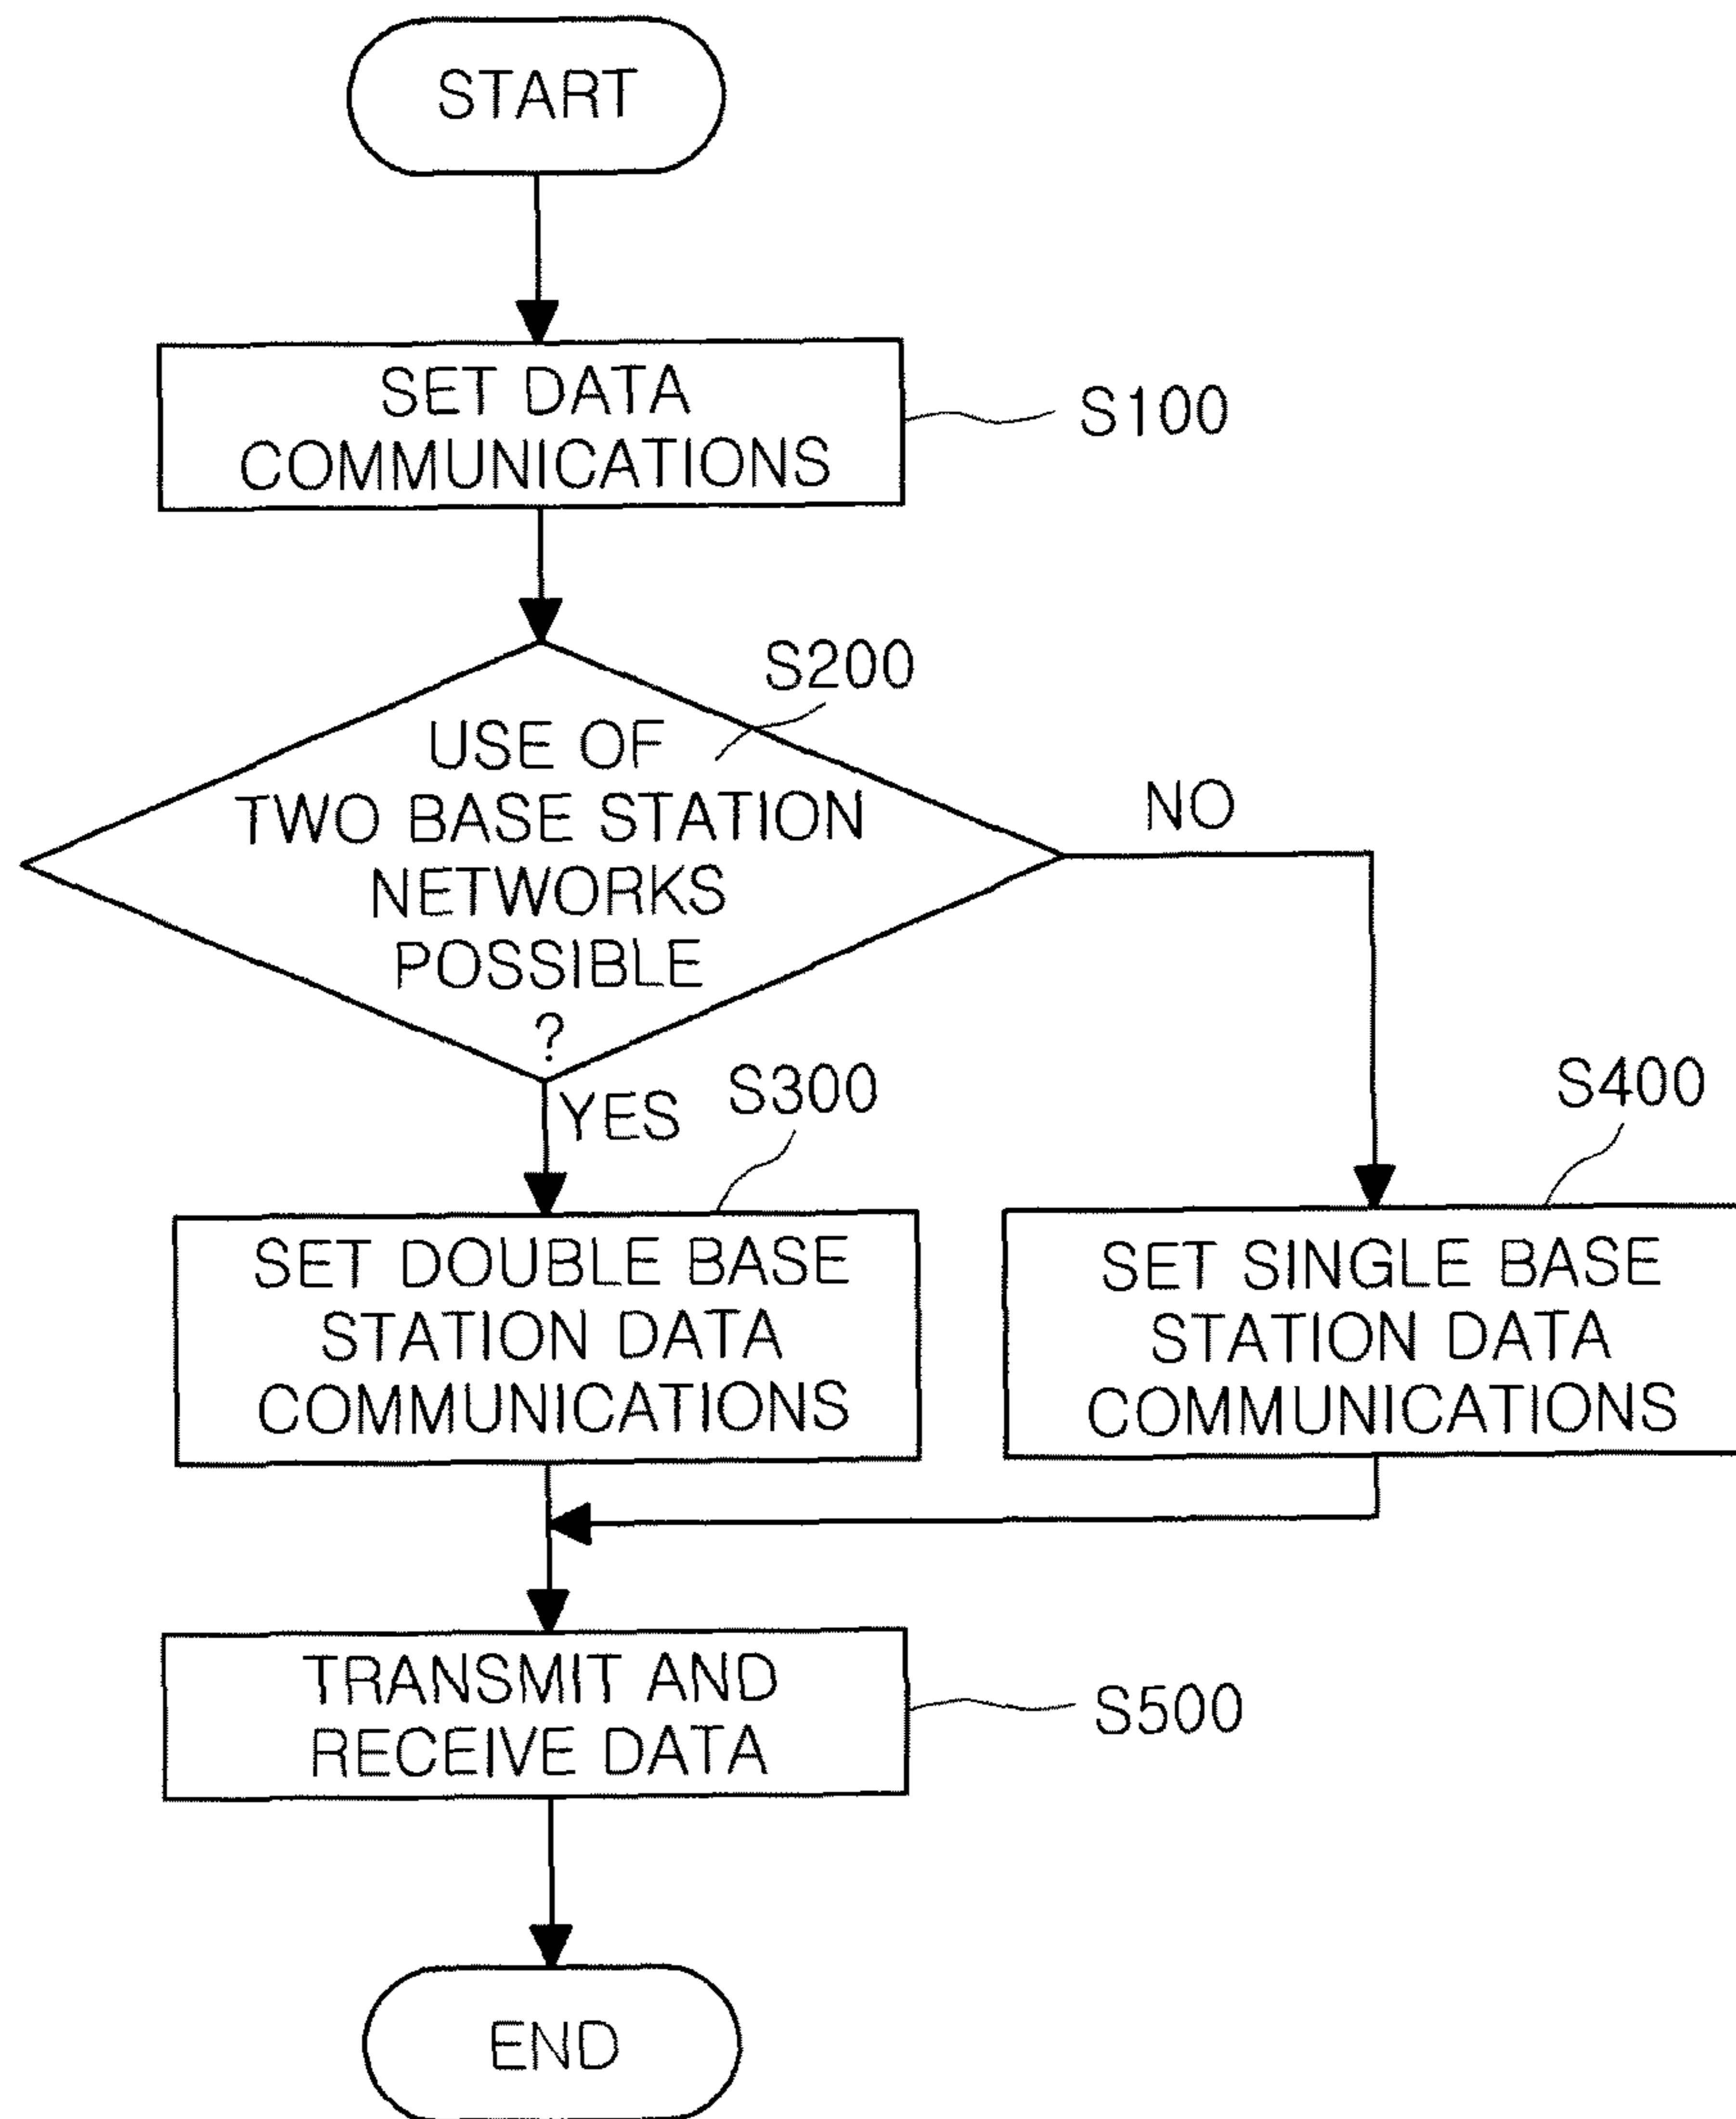 START
SET DATA
COMMUNICATIONS
S100
S200
USE OF
TWO BASE STATION
NETWORKS
POSSIBLE
?
NO
YES
S300
S400
SET DOUBLE BASE
STATION DATA
COMMUNICATIONS
SET SINGLE BASE
STATION DATA
COMMUNICATIONS
TRANSMIT AND
RECEIVE DATA
S500
END